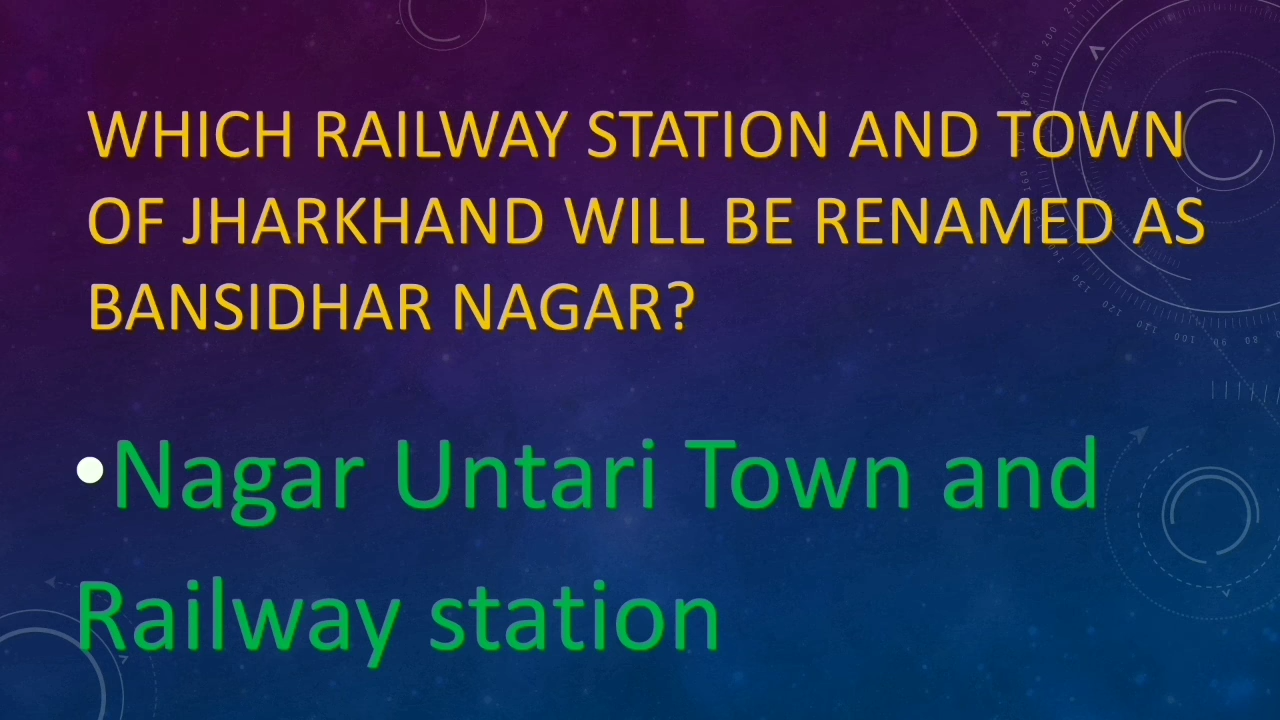 WHICH RAILWAY STATION AND TOWN
OF JHARKHAND WILL BE RENAMED AS
BANSIDHAR NAGAR?
•Nagar Untari Town and
Railway station